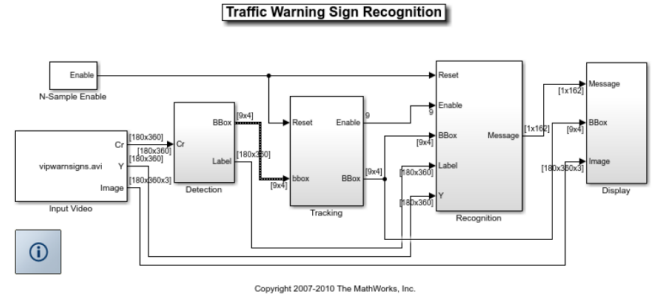 Traffic Warning Sign Recognition
Enable
N-Sample Enable
vipwarnsigns.avi
Cr
Y
Image
Input Video
[180x360]
[180x360]
[180x360]
[180x360x3]
Cr
BBox
Label
Detection
[9x4]
[180x360]
[9x4]
Reset
bbox
Enable
BBox
Tracking
9
[9x4]
9
[9x4]
[180x360]
[180x360]
Reset
Enable
BBox
Label
Y
Message
Recognition
[1x162]
[1x162]
[9x4]
[180x360x3]
Message
BBox
Image
Display
i
Copyright 2007-2010 The MathWorks, Inc.